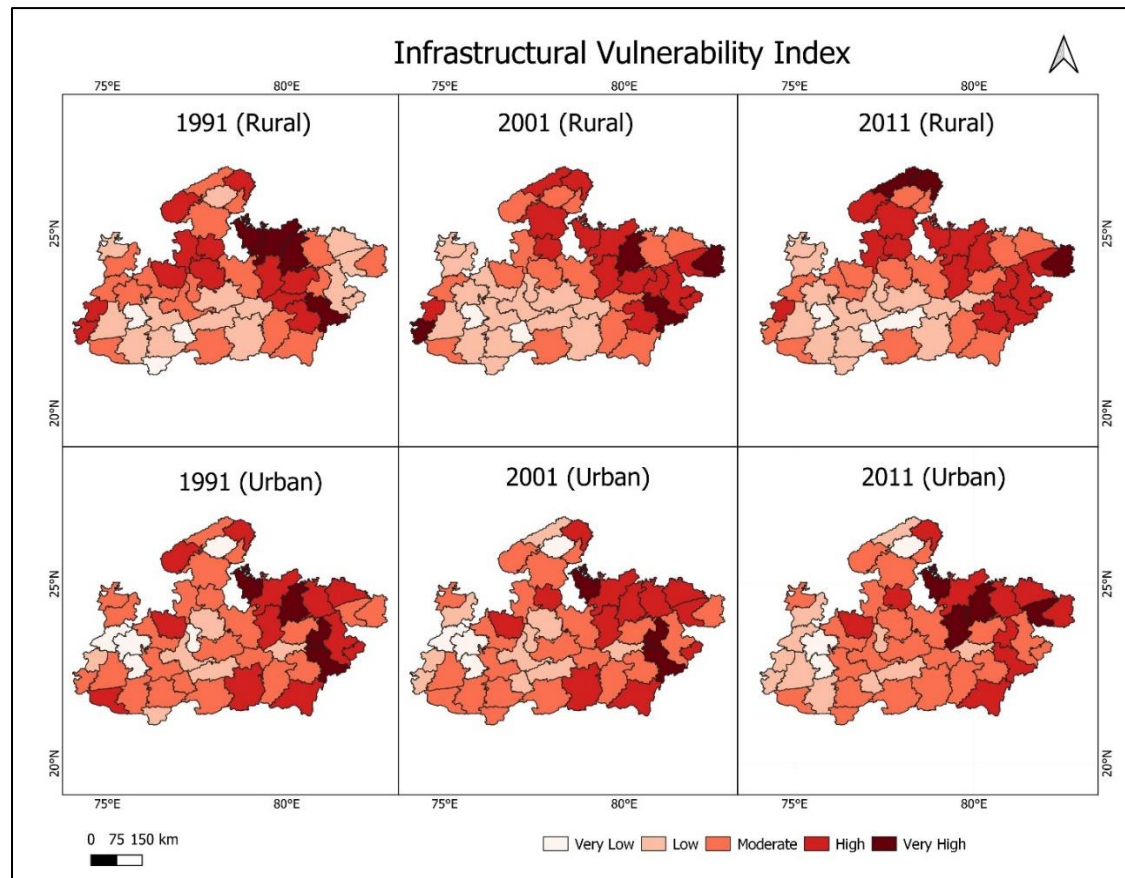 Infrastructural Vulnerability Index
75°E 80°E 80°E 80°E
1991 (Rural) 2001 (Rural) 2011 (Rural)
25°N 25°N
20°N 20°N
1991 (Urban) 2001 (Urban) 2011 (Urban)
25°N 25°N
20°N 20°N
75°E 80°E 75°E 80°E 75°E 80°E
0 75 150 km
Very Low Low Moderate High Very High